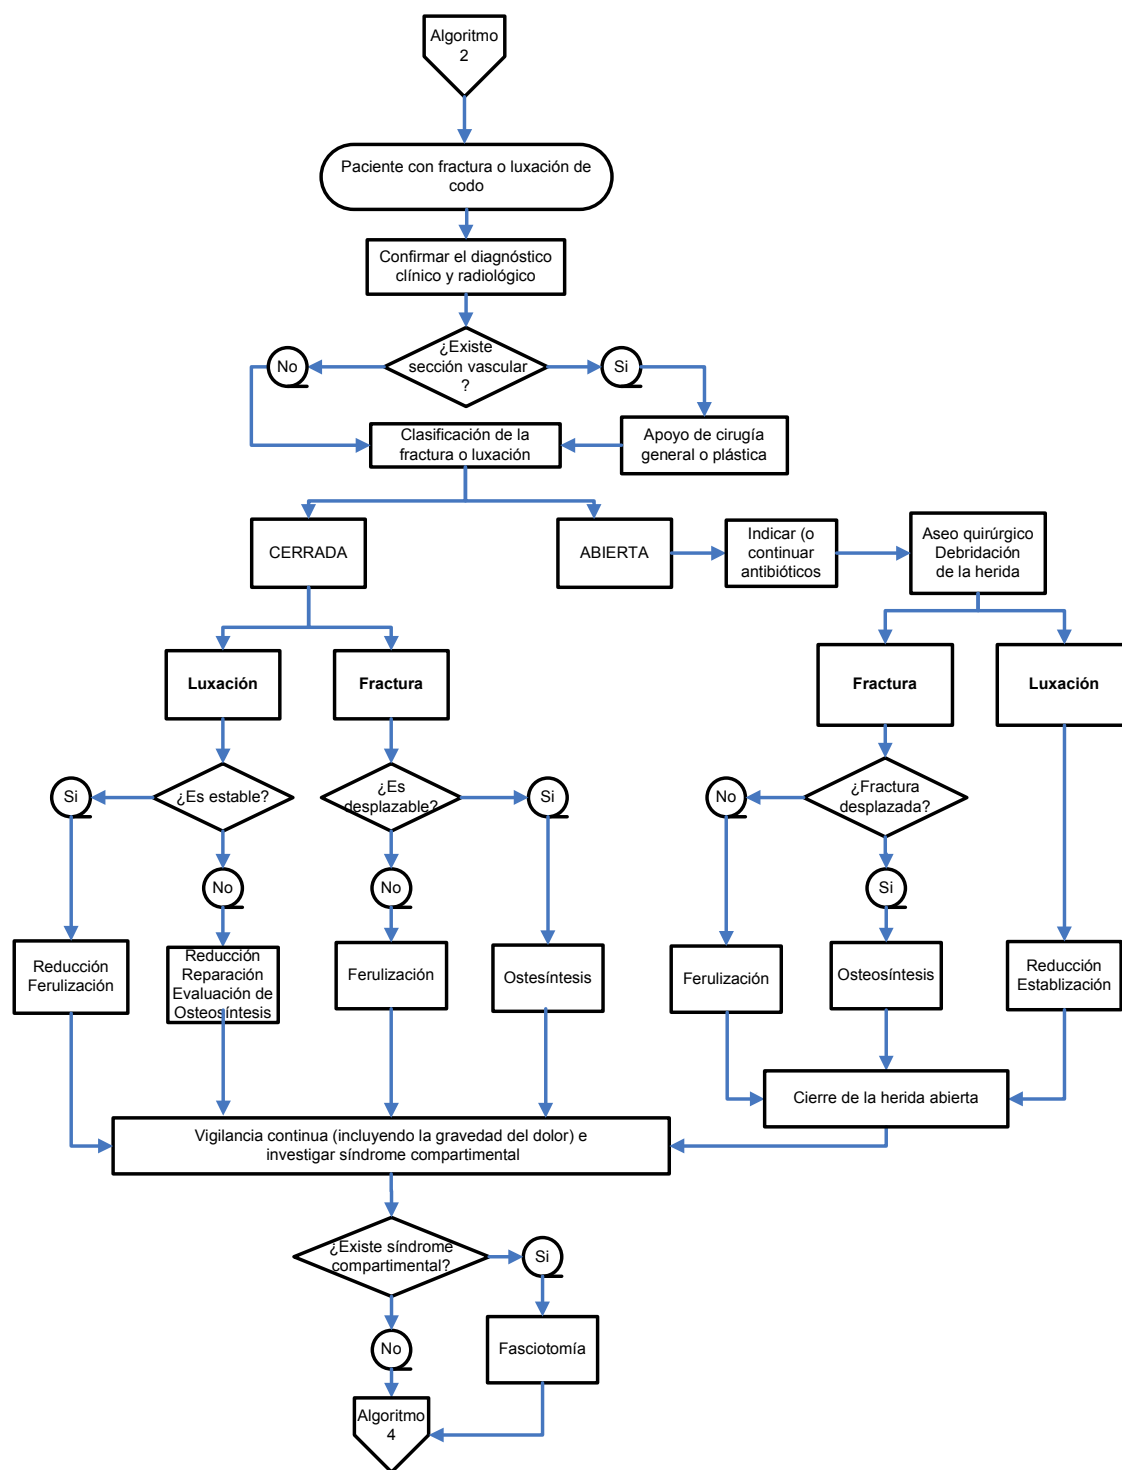 Algoritmo
2
Paciente con fractura o luxación de
codo
Confirmar el diagnóstico
clínico y radiológico
¿Existe
sección vascular
?
No
Si
Clasificación de la
fractura o luxación
Apoyo de cirugía
general o plástica
CERRADA
ABIERTA
Indicar (o
continuar
antibióticos
Aseo quirúrgico
Debridación
de la herida
Luxación
Fractura
Fractura
Luxación
¿Es estable?
¿Es
desplazable?
¿Fractura
desplazada?
Si
No
No
Si
No
Si
Reducción
Ferulización
Reducción
Reparación
Evaluación de
Osteosíntesis
Ferulización
Ostesíntesis
Ferulización
Osteosíntesis
Reducción
Establización
Cierre de la herida abierta
Vigilancia continua (incluyendo la gravedad del dolor) e
investigar síndrome compartimental
¿Existe síndrome
compartimental?
Si
No
Fasciotomía
Algoritmo
4